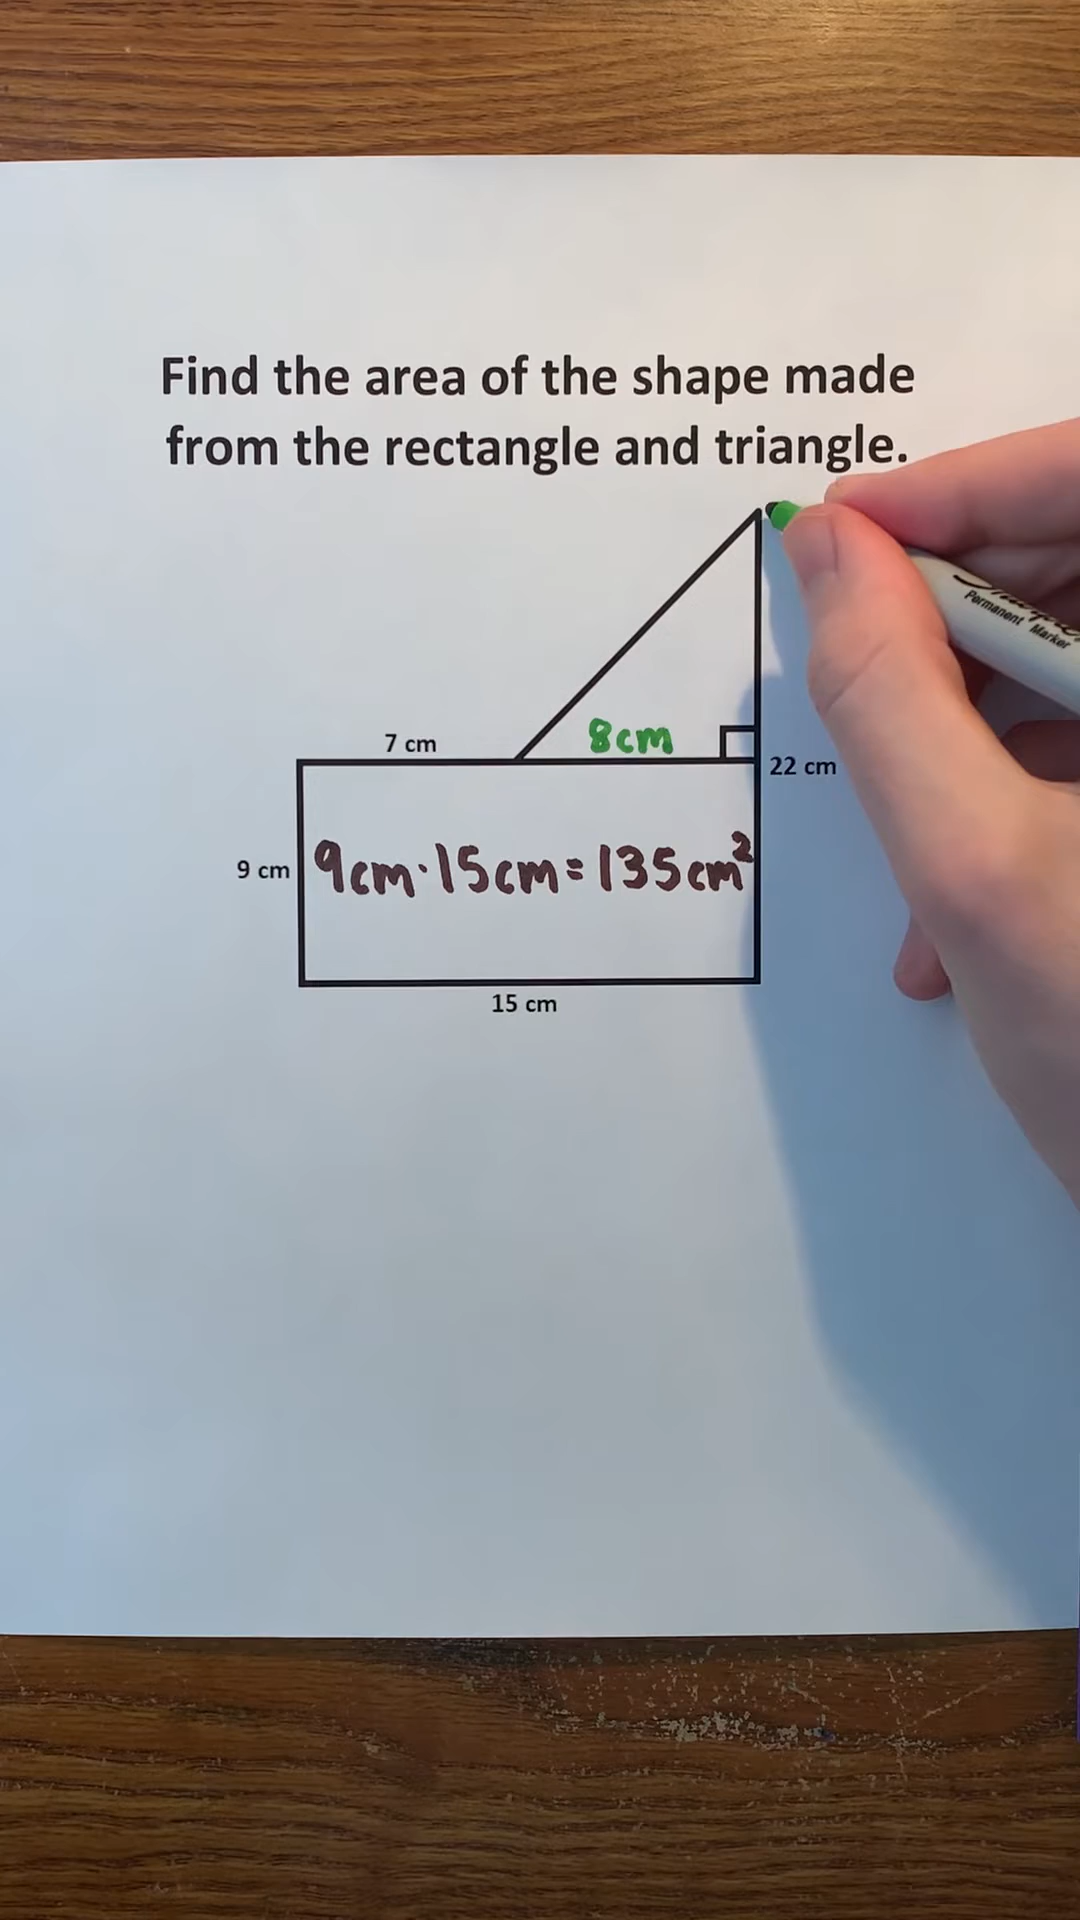 Find the area of the shape made
from the rectangle and triangle.
Permanent Marker
7 cm
8cm
22 cm
9 cm
9cm·15cm=135cm²
15 cm